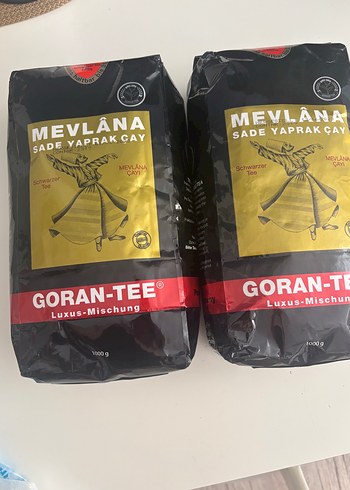 MEVLÂNA
SADE YAPRAK ÇAY
Schwarzer
Tee
MEVLÂNA
ÇAYI
GORAN-TEE®
Luxus-Mischung
1000 g
MEVLÂNA
SADE YAPRAK ÇAY
Schwarzer
Tee
MEVLÂNA
ÇAYI
GORAN-TEE
Luxus-Mischung
1000 g